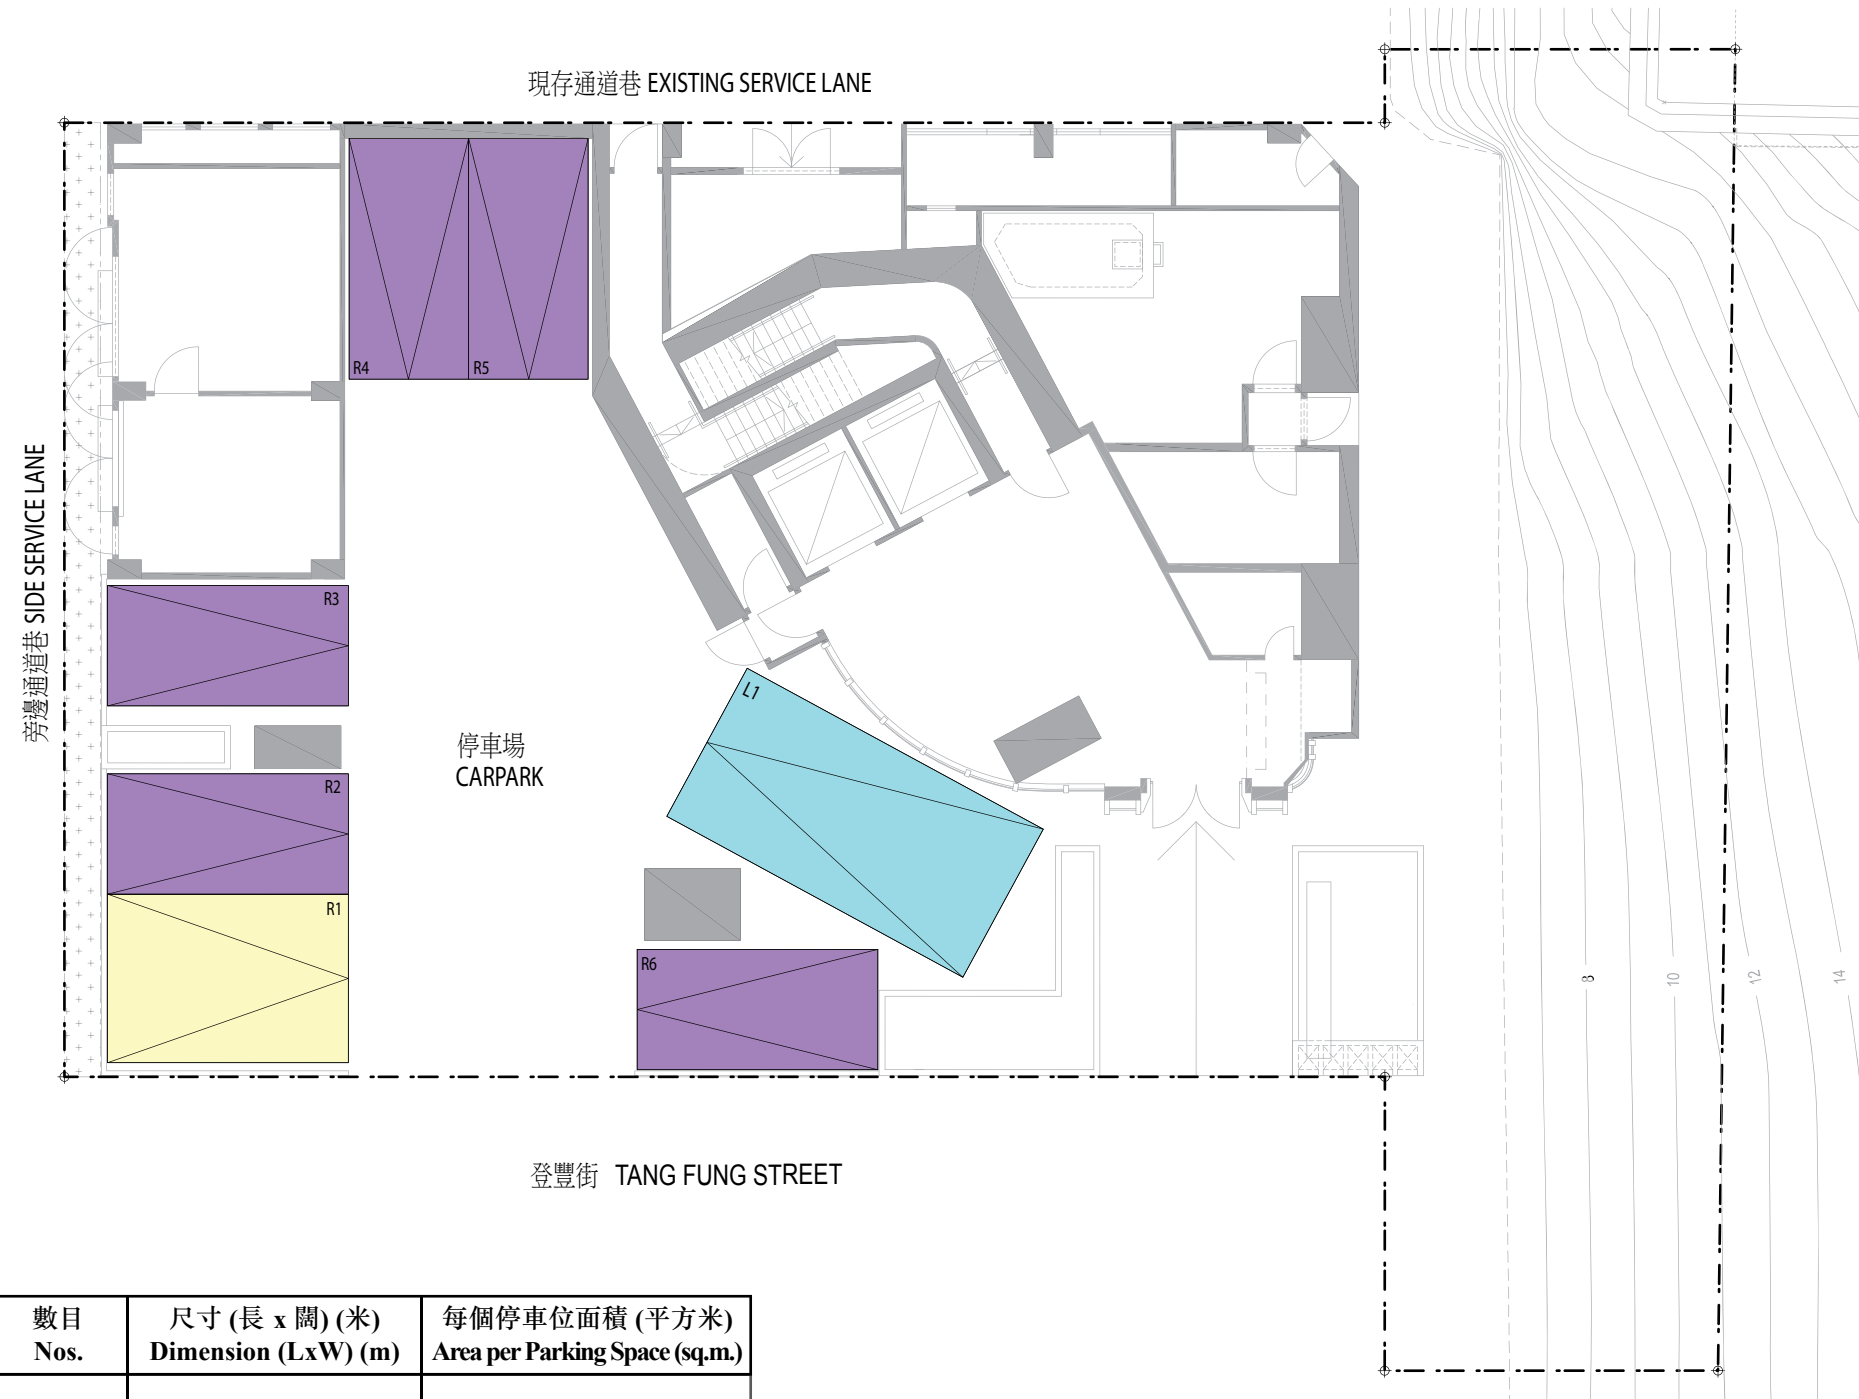 現存通道巷 EXISTING SERVICE LANE
R4
R5
旁邊通道巷 SIDE SERVICE LANE
R3
L1
停車場
CARPARK
R2
R1
R6
8
10
12
14
登豐街 TANG FUNG STREET
數目
Nos.
尺寸 (長 x 闊) (米)
Dimension (LxW) (m)
每個停車位面積 (平方米)
Area per Parking Space (sq.m.)